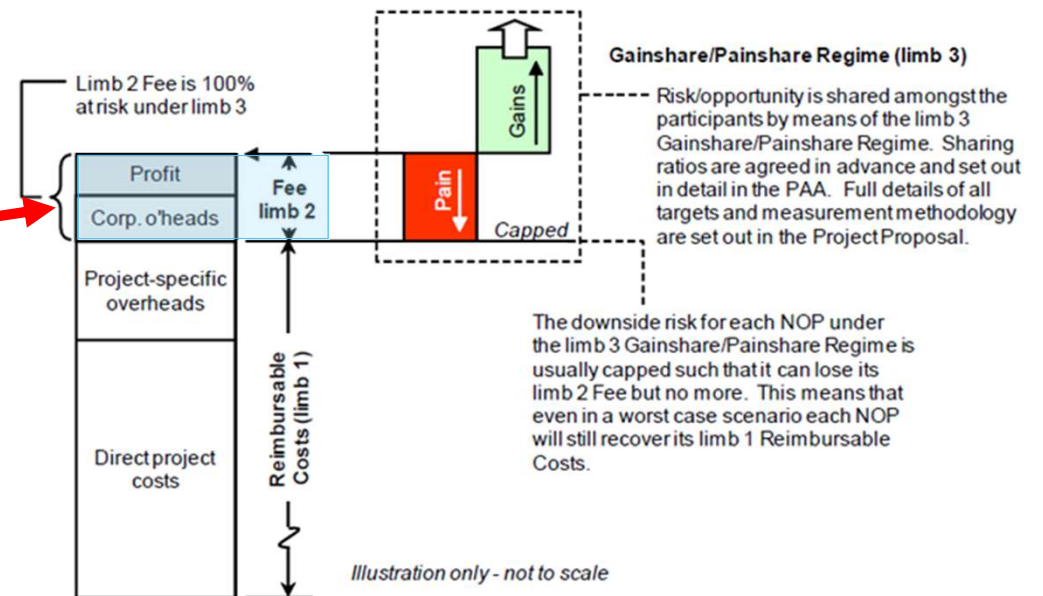 Limb 2 Fee is 100%
at risk under limb 3
Profit
Corp. o'heads
Project-specific
overheads
Direct project
costs
Fee
limb 2
Reimbursable
Costs (limb 1)
Pain
Gains
Capped
Gainshare/Painshare Regime (limb 3)
Risk/opportunity is shared amongst the
participants by means of the limb 3
Gainshare/Painshare Regime. Sharing
ratios are agreed in advance and set out
in detail in the PAA. Full details of all
targets and measurement methodology
are set out in the Project Proposal.
The downside risk for each NOP under
the limb 3 Gainshare/Painshare Regime is
usually capped such that it can lose its
limb 2 Fee but no more. This means that
even in a worst case scenario each NOP
will still recover its limb 1 Reimbursable
Costs.
Illustration only - not to scale